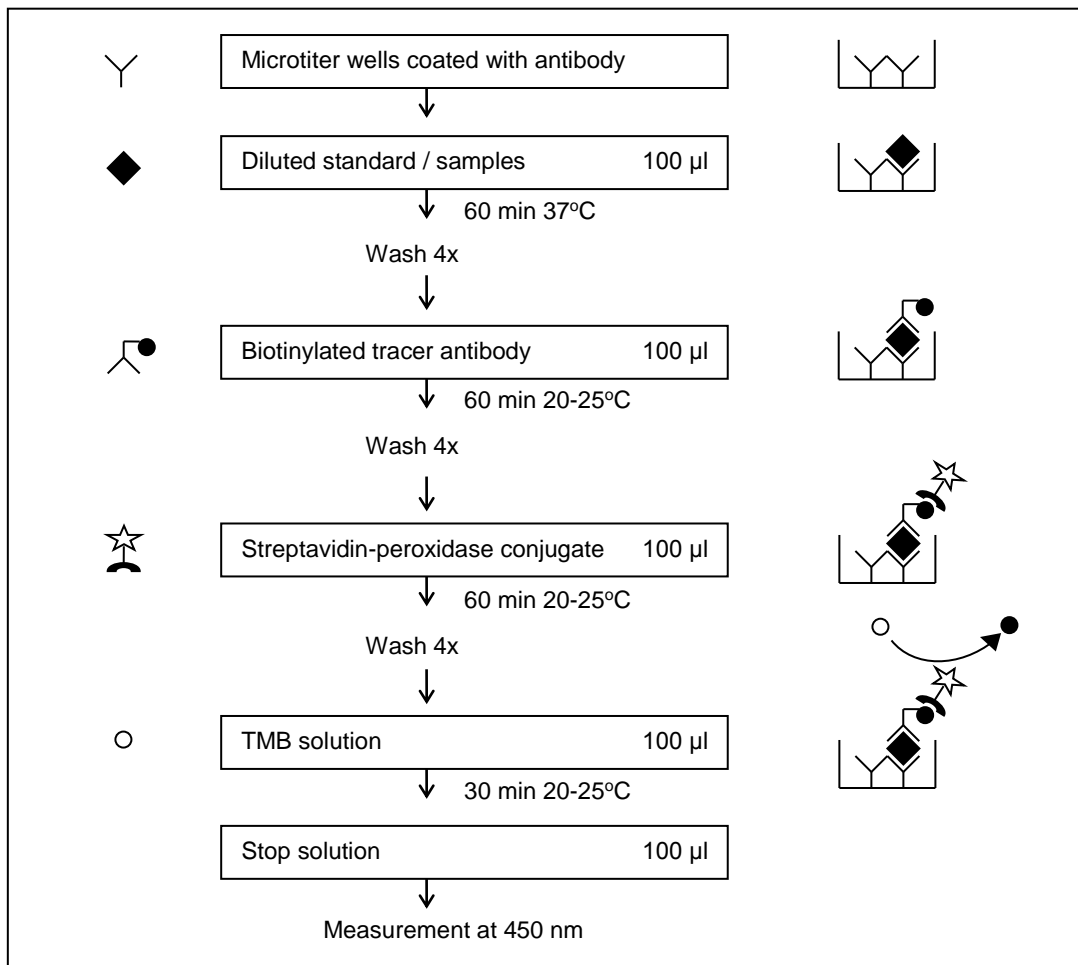 Microtiter wells coated with antibody
Diluted standard / samples 100 µl
60 min 37ºC
Wash 4x
Biotinylated tracer antibody 100 µl
60 min 20-25ºC
Wash 4x
Streptavidin-peroxidase conjugate 100 µl
60 min 20-25ºC
Wash 4x
TMB solution 100 µl
30 min 20-25ºC
Stop solution 100 µl
Measurement at 450 nm